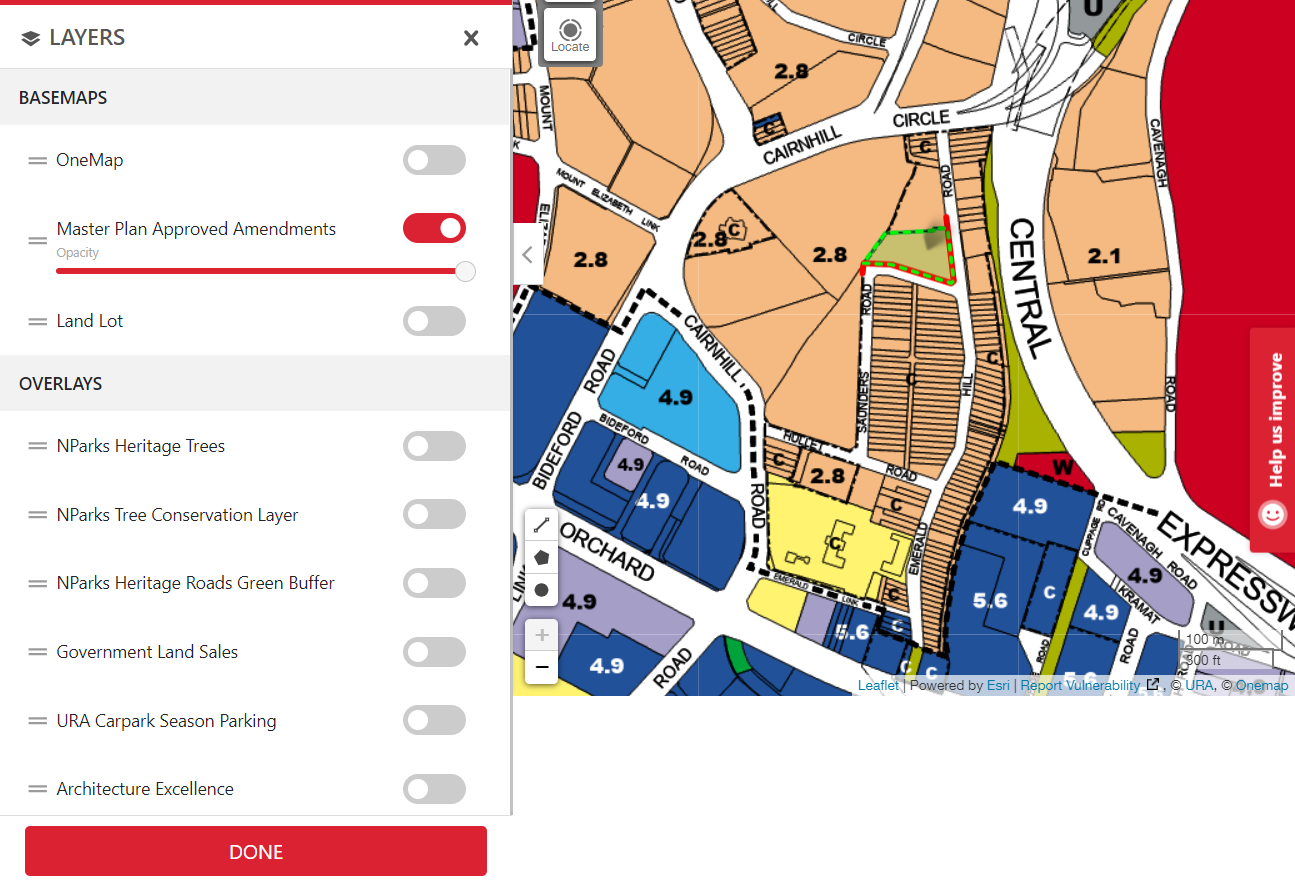 LAYERS
BASEMAPS
OneMap
Master Plan Approved Amendments
Opacity
Land Lot
OVERLAYS
NParks Heritage Trees
NParks Tree Conservation Layer
NParks Heritage Roads Green Buffer
Government Land Sales
URA Carpark Season Parking
Architecture Excellence
DONE
Locate
U
CIRCLE
2.8
MOUNT
C
CAIRNHILL
CIRCLE
C
CAVENAGH
MOUNT ELIZABETH LINK
ROAD
2.8
C
2.8
2.8
CENTRAL
2.1
ROAD
CAIRNHILL
ROAD
C
4.9
C
SAUNDERS
HILL
ROAD
BIDEFORD
BIDEFORD
ROAD
HULLET
ROAD
4.9
C
2.8
W
4.9
ROAD
C
4.9
CUPPAGE RD
CAVENAGH
ROAD
EXPRESSW
ORCHARD
C
EMERALD
EMERALD LINK
4.9
LINK
4.9
C
5.6
C
4.9
KRAMAT
ROAD
5.6
C
U
ROAD
4.9
ROAD
C
C
ROAD
5.6
100 m
300 ft
Help us improve
Leaflet | Powered by Esri | Report Vulnerability , © URA, © Onemap